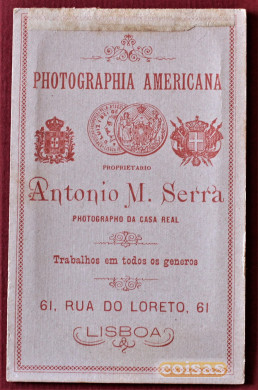 PHOTOGRAPHIA AMERICANA
PROPRIETARIO
Antonio M. Serra
PHOTOGRAPHO DA CASA REAL
Trabalhos em todos os generos
61, RUA DO LORETO, 61
LISBOA